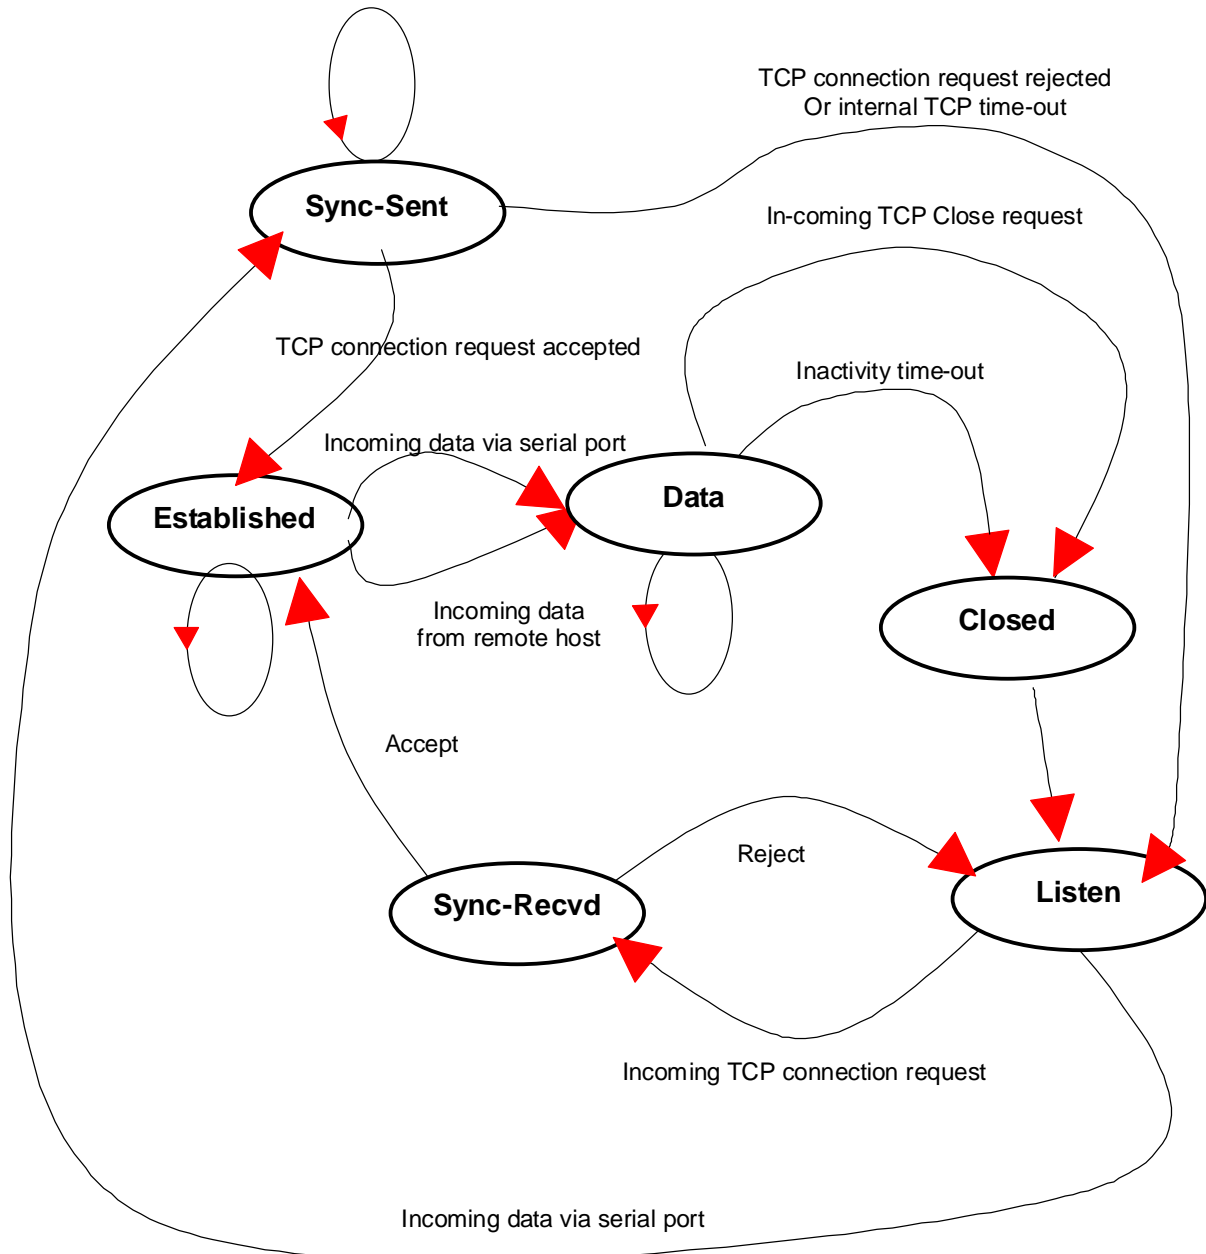 TCP connection request rejected
Or internal TCP time-out
Sync-Sent
In-coming TCP Close request
TCP connection request accepted
Inactivity time-out
Incoming data via serial port
Data
Established
Incoming data
from remote host
Closed
Accept
Reject
Sync-Recvd
Listen
Incoming TCP connection request
Incoming data via serial port